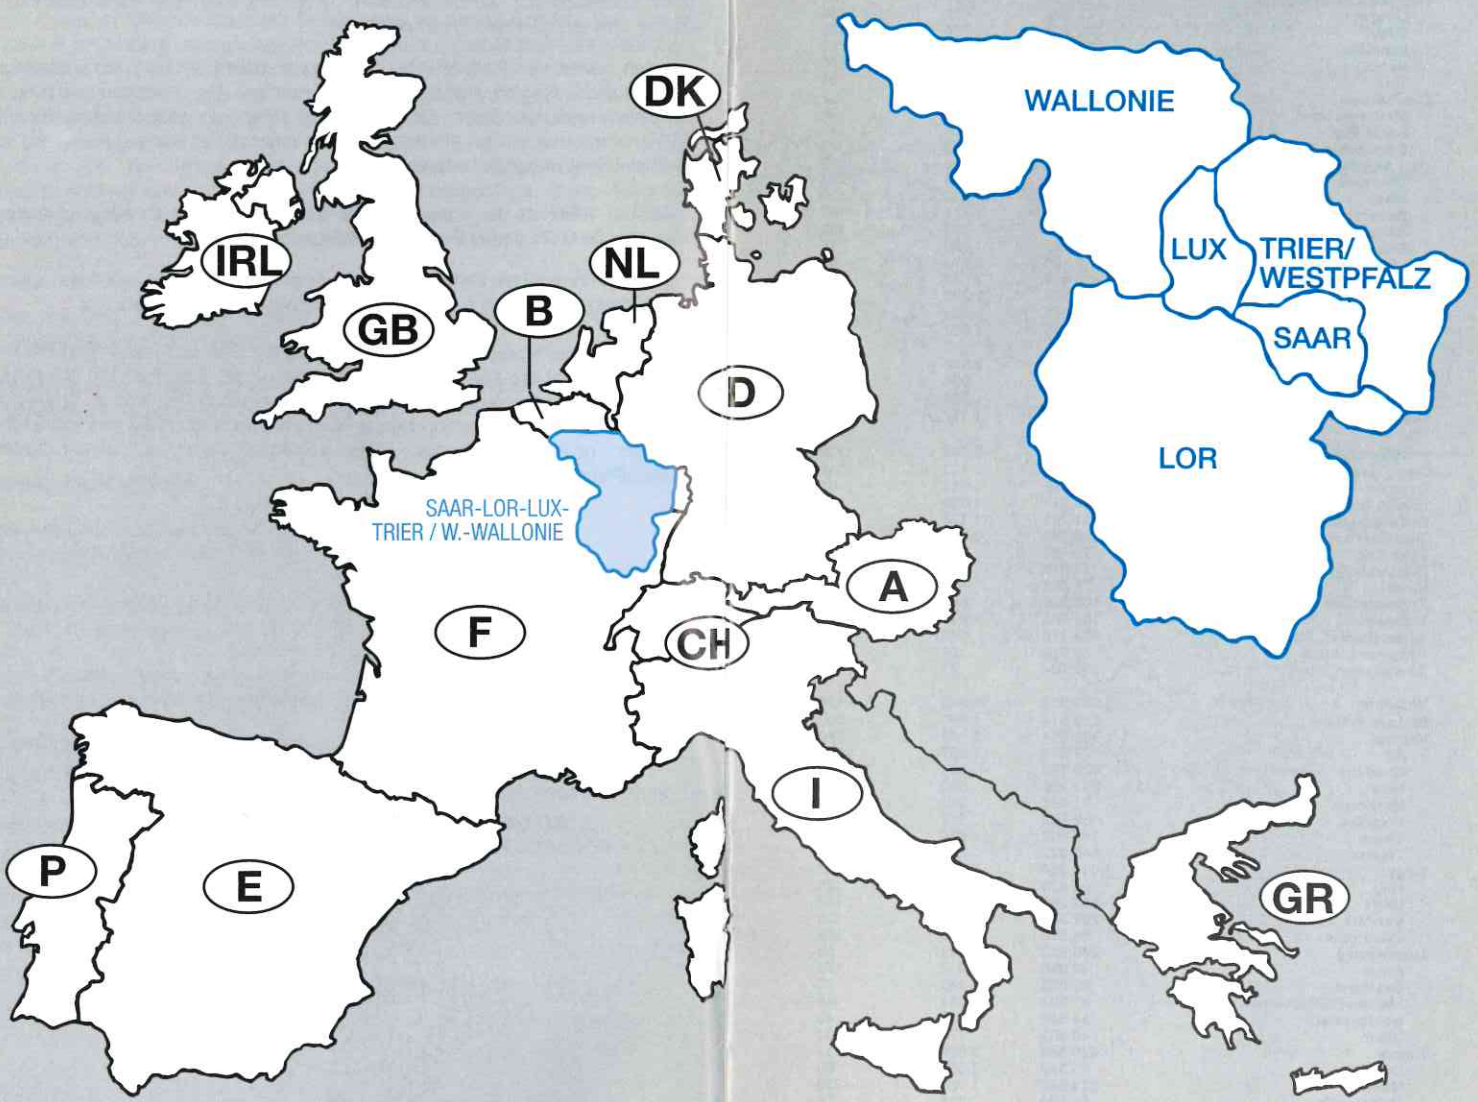 DK
WALLONIE
IRL
NL
LUX
TRIER/
WESTPFALZ
B
GB
SAAR
D
LOR
SAAR-LOR-LUX-
TRIER / W.-WALLONIE
A
F
CH
I
P
E
GR